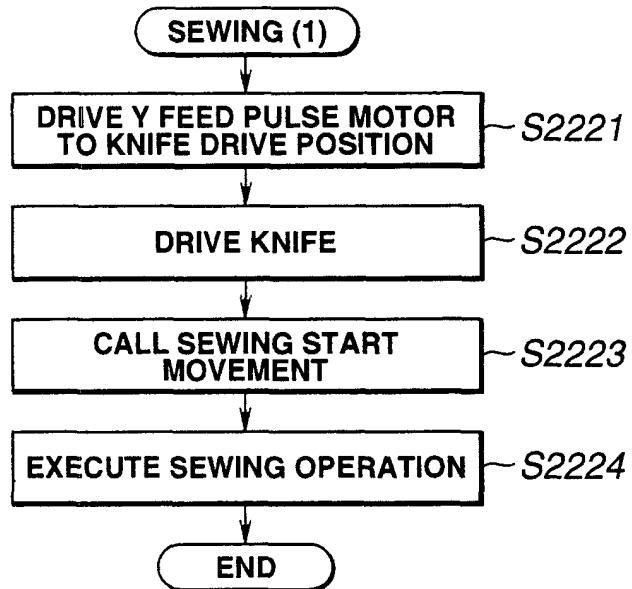 SEWING (1)
DRIVE Y FEED PULSE MOTOR
TO KNIFE DRIVE POSITION
S2221
DRIVE KNIFE
S2222
CALL SEWING START
MOVEMENT
S2223
EXECUTE SEWING OPERATION
S2224
END